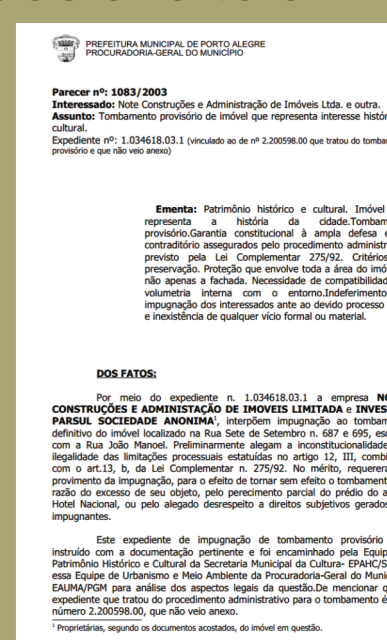 PREFEITURA MUNICIPAL DE PORTO ALEGRE
PROCURADORIA-GERAL DO MUNICÍPIO
Parecer nº: 1083/2003
Interessado: Note Construções e Administração de Imóveis Ltda. e outra.
Assunto: Tombamento provisório de imóvel que representa interesse histór
cultural.
Expediente nº: 1.034618.03.1 (vinculado ao de nº 2.200598.00 que tratou do tombam
provisório e que não veio anexo)
Ementa: Patrimônio histórico e cultural. Imóvel
representa a história da cidade.Tombam
provisório.Garantia constitucional à ampla defesa e
contraditório assegurados pelo procedimento administr
previsto pela Lei Complementar 275/92. Critérios
preservação. Proteção que envolve toda a área do imó
não apenas a fachada. Necessidade de compatibilidad
volumetria interna com o entorno.Indeferimento
impugnação dos interessados ante ao devido processo
e inexistência de qualquer vício formal ou material.
DOS FATOS:
Por meio do expediente n. 1.034618.03.1 a empresa NO
CONSTRUÇÕES E ADMINISTAÇÃO DE IMOVEIS LIMITADA e INVES
PARSUL SOCIEDADE ANONIMA¹, interpõem impugnação ao tombam
definitivo do imóvel localizado na Rua Sete de Setembro n. 687 e 695, esq
com a Rua João Manoel. Preliminarmente alegam a inconstitucionalidade
ilegalidade das limitações processuais estatuídas no artigo 12, III, combi
com o art.13, b, da Lei Complementar n. 275/92. No mérito, requerera
provimento da impugnação, para o efeito de tornar sem efeito o tombament
razão do excesso de seu objeto, pelo perecimento parcial do prédio do a
Hotel Nacional, ou pelo alegado desrespeito a direitos subjetivos gerados
impugnantes.
Este expediente de impugnação de tombamento provisório
instruído com a documentação pertinente e foi encaminhado pela Equip
Patrimônio Histórico e Cultural da Secretaria Municipal da Cultura- EPAHC/S
essa Equipe de Urbanismo e Meio Ambiente da Procuradoria-Geral do Munic
EAUMA/PGM para análise dos aspectos legais da questão.De mencionar q
expediente que tratou do procedimento administrativo para o tombamento é
número 2.200598.00, que não veio anexo.
¹ Proprietárias, segundo os documentos acostados, do imóvel em questão.